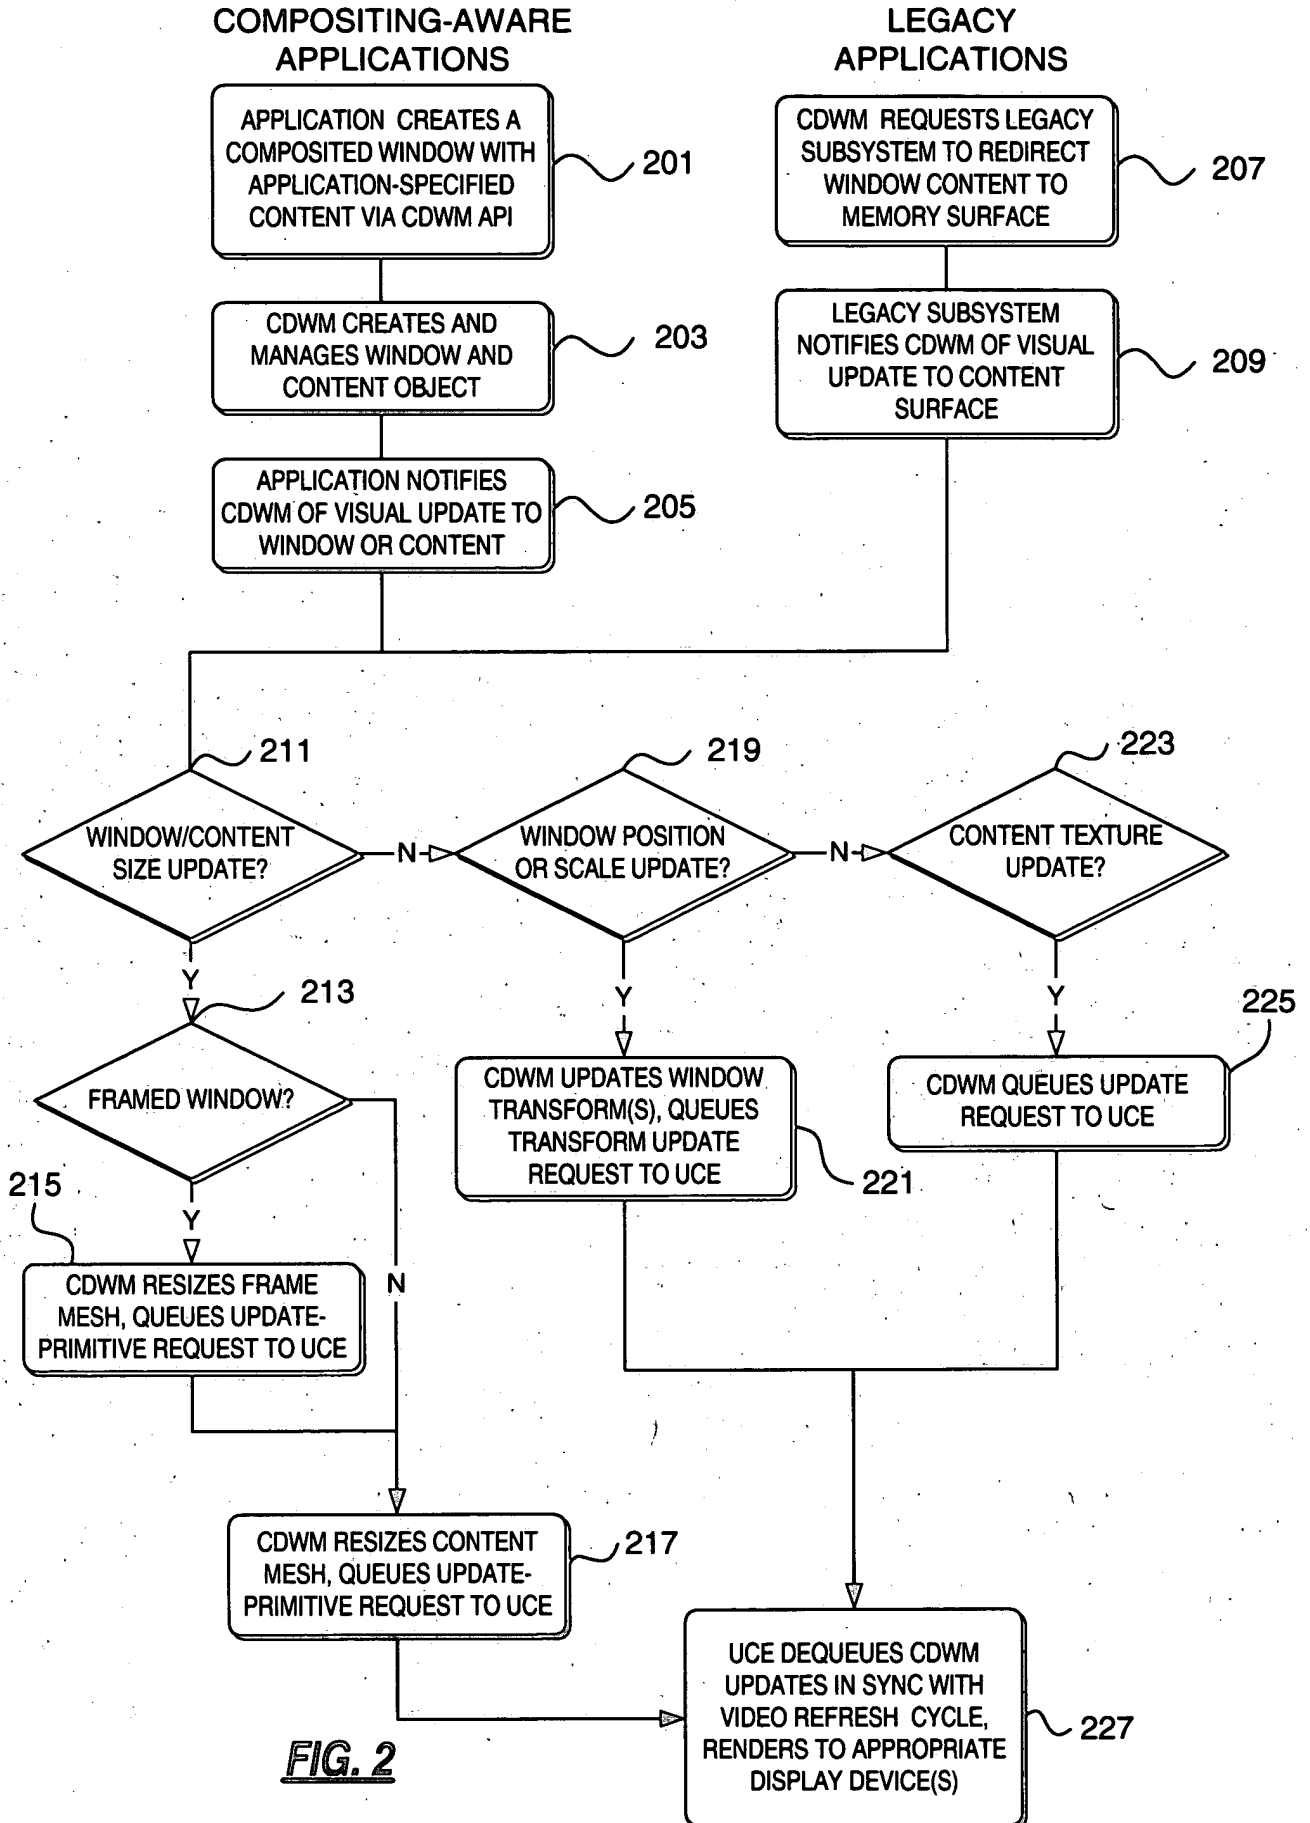 COMPOSITING-AWARE
APPLICATIONS
APPLICATION CREATES A
COMPOSITED WINDOW WITH
APPLICATION-SPECIFIED
CONTENT VIA CDWM API
201
CDWM CREATES AND
MANAGES WINDOW AND
CONTENT OBJECT
203
APPLICATION NOTIFIES
CDWM OF VISUAL UPDATE TO
WINDOW OR CONTENT
205
LEGACY
APPLICATIONS
CDWM REQUESTS LEGACY
SUBSYSTEM TO REDIRECT
WINDOW CONTENT TO
MEMORY SURFACE
207
LEGACY SUBSYSTEM
NOTIFIES CDWM OF VISUAL
UPDATE TO CONTENT
SURFACE
209
211
WINDOW/CONTENT
SIZE UPDATE?
N
219
WINDOW POSITION
OR SCALE UPDATE?
N
223
CONTENT TEXTURE
UPDATE?
Y
213
FRAMED WINDOW?
Y
N
215
CDWM RESIZES FRAME
MESH, QUEUES UPDATE-
PRIMITIVE REQUEST TO UCE
Y
CDWM UPDATES WINDOW
TRANSFORM(S), QUEUES
TRANSFORM UPDATE
REQUEST TO UCE
221
Y
225
CDWM QUEUES UPDATE
REQUEST TO UCE
CDWM RESIZES CONTENT
MESH, QUEUES UPDATE-
PRIMITIVE REQUEST TO UCE
217
UCE DEQUEUES CDWM
UPDATES IN SYNC WITH
VIDEO REFRESH CYCLE,
RENDERS TO APPROPRIATE
DISPLAY DEVICE(S)
227
FIG. 2